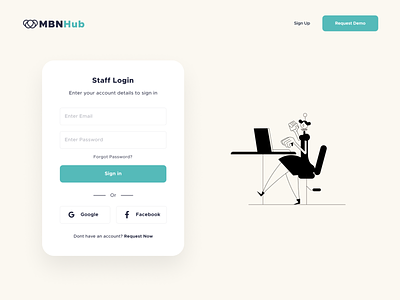 MBNHub
Sign Up
Request Demo
Staff Login
Enter your account details to sign in
Enter Email
Enter Password
Forgot Password?
Sign in
Or
Google
Facebook
Dont have an account? Request Now